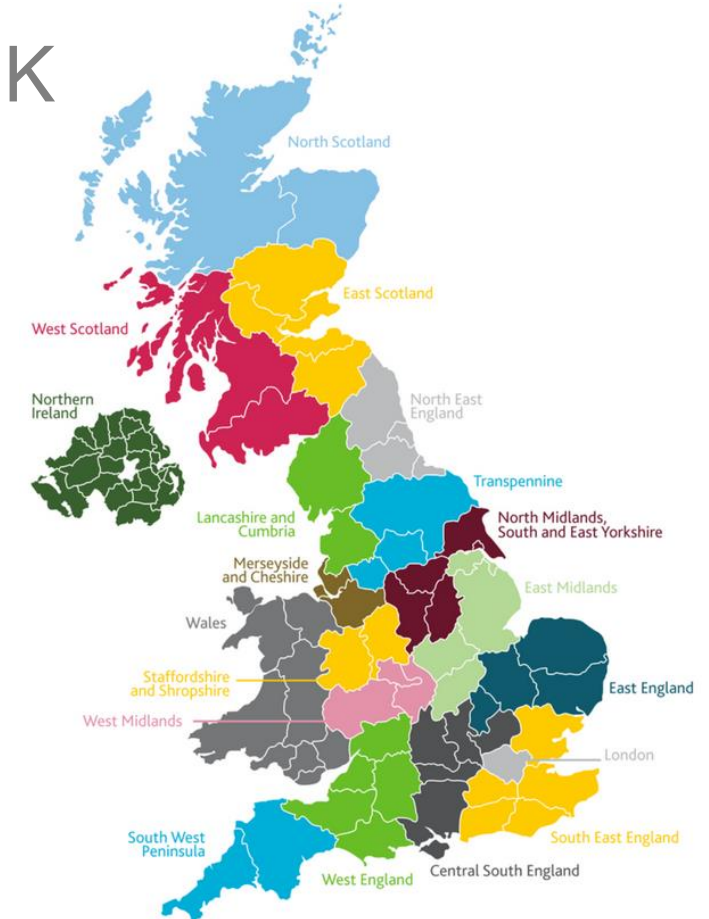 K
North Scotland
East Scotland
West Scotland
Northern
Ireland
North East
England
Transpennine
Lancashire and
Cumbria
North Midlands,
South and East Yorkshire
Merseyside
and Cheshire
East Midlands
Wales
Staffordshire
and Shropshire
East England
West Midlands
London
South West
Peninsula
South East England
Central South England
West England